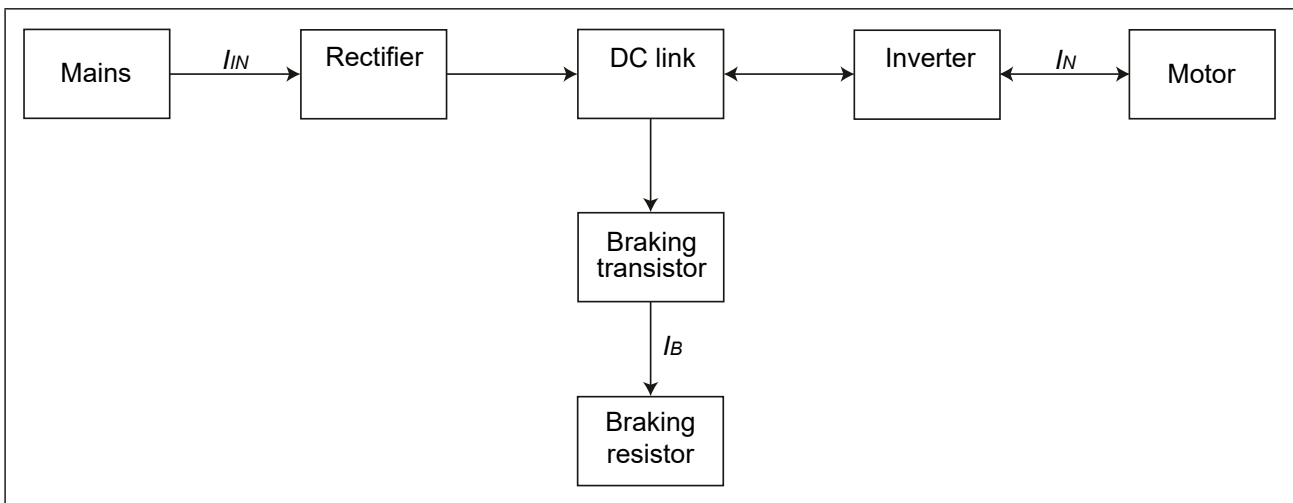 Mains
IIN
Rectifier
DC link
Inverter
IN
Motor
Braking
transistor
IB
Braking
resistor